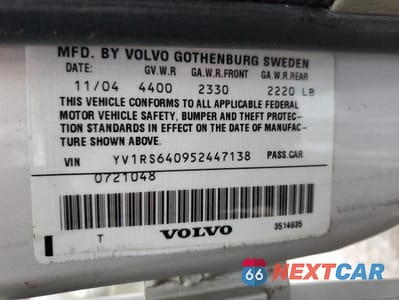 MFD. BY VOLVO GOTHENBURG SWEDEN
DATE: GV.W.R GA.W.R.FRONT GA.W.R.REAR
11/04 4400 2330 2220 LB
THIS VEHICLE CONFORMS TO ALL APPLICABLE FEDERAL
MOTOR VEHICLE SAFETY, BUMPER AND THEFT PROTEC-
TION STANDARDS IN EFFECT ON THE DATE OF MANUFAC-
TURE SHOWN ABOVE.
VIN YV1RS640952447138 PASS.CAR
0721048
T VOLVO 3514635
66 NEXTCAR